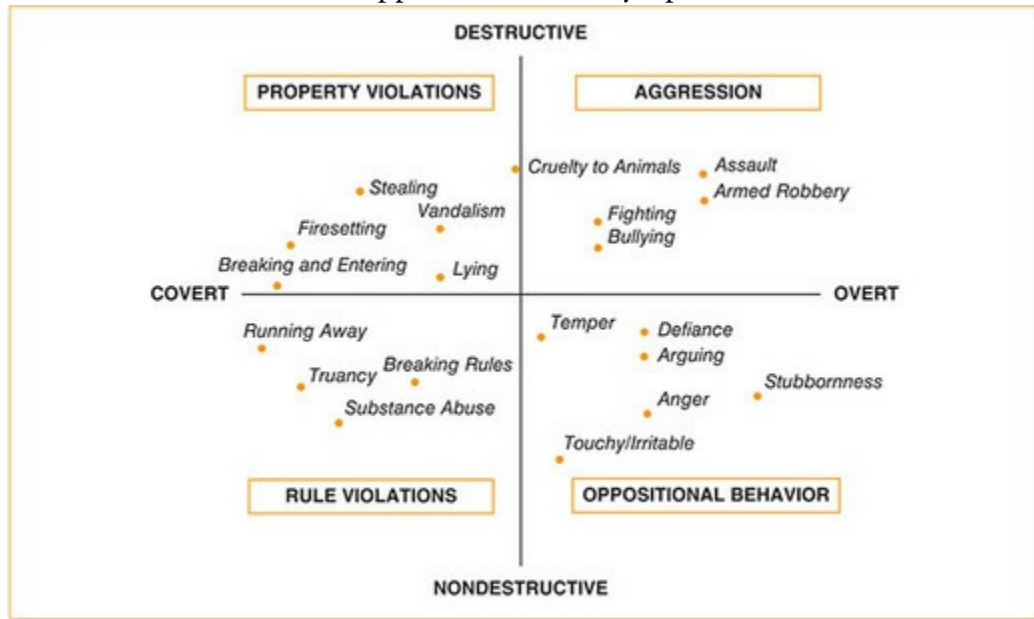 DESTRUCTIVE
PROPERTY VIOLATIONS
AGGRESSION
Cruelty to Animals
Assault
Stealing
Armed Robbery
Vandalism
Fighting
Firesetting
Bullying
Breaking and Entering
Lying
COVERT
OVERT
Temper
Defiance
Running Away
Arguing
Breaking Rules
Truancy
Stubbornness
Anger
Substance Abuse
Touchy/Irritable
RULE VIOLATIONS
OPPOSITIONAL BEHAVIOR
NONDESTRUCTIVE